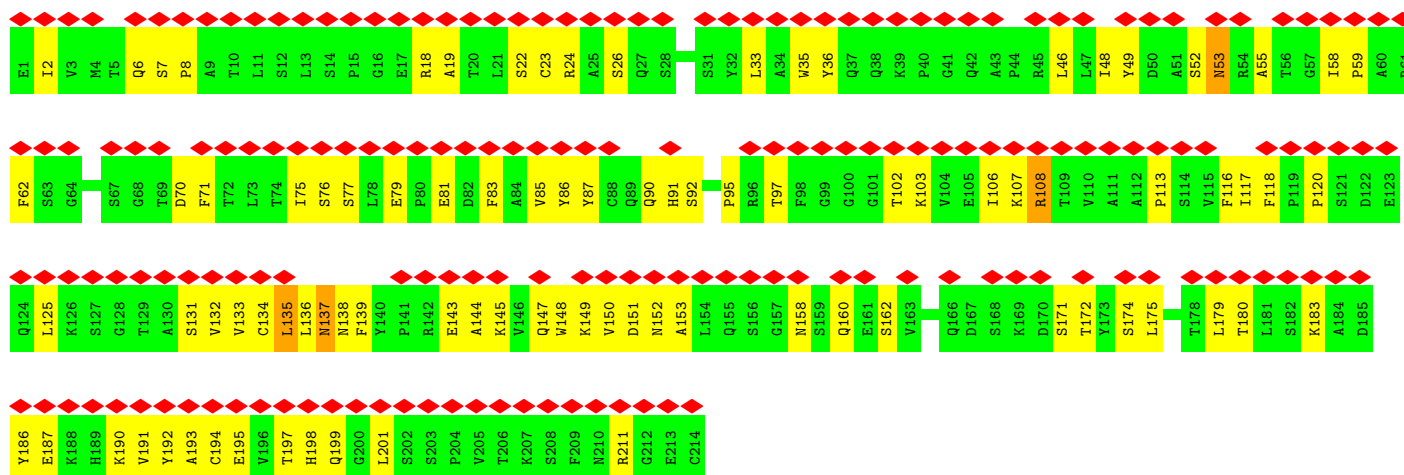 E1 I2 V3 M4 T5 Q6 S7 P8 A9 T10 L11 S12 L13 S14 P15 G16 E17 R18 A19 T20 L21 S22 C23 R24 A25 S26 Q27 S28 S31 Y32 L33 A34 W35 Y36 Q37 Q38 K39 P40 G41 Q42 A43 P44 R45 L46 L47 I48 Y49 D50 A51 S52 N53 R54 A55 T56 G57 I58 P59 A60
F62 S63 G64 S67 G68 T69 D70 F71 T72 L73 T74 I75 S76 S77 L78 E79 P80 E81 D82 F83 A84 V85 Y86 Y87 C88 Q89 Q90 H91 S92 P95 R96 T97 F98 G99 G100 G101 T102 K103 V104 E105 I106 K107 R108 T109 V110 A111 A112 P113 S114 V115 F116 I117 F118 P119 P120 S121 D122 E123
Q124 L125 K126 S127 G128 T129 A130 S131 V132 V133 C134 L135 L136 N137 N138 F139 Y140 P141 R142 E143 A144 K145 V146 Q147 W148 K149 V150 D151 N152 A153 L154 Q155 S156 G157 N158 S159 Q160 E161 S162 V163 Q166 D167 S168 K169 D170 S171 T172 Y173 S174 L175 T178 L179 T180 L181 S182 K183 A184 D185
Y186 E187 K188 H189 K190 V191 Y192 A193 C194 E195 V196 T197 H198 Q199 G200 L201 S202 S203 P204 V205 T206 K207 S208 F209 N210 R211 G212 E213 C214